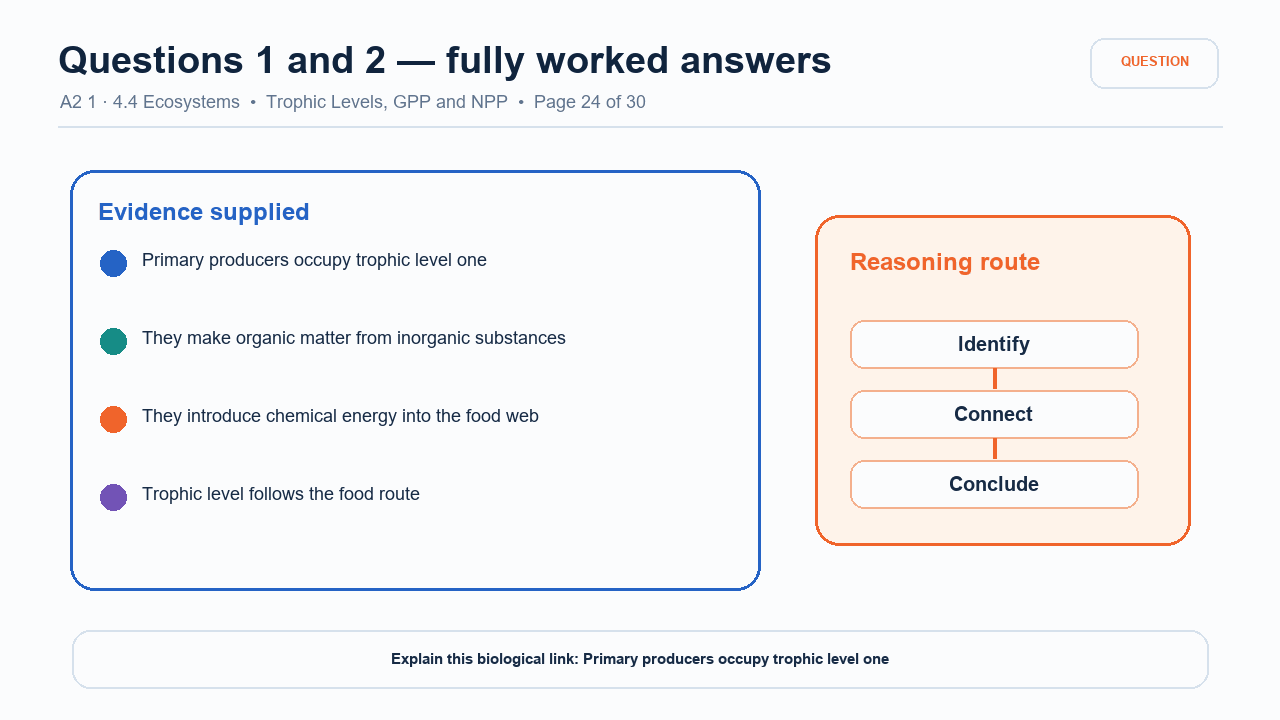 Questions 1 and 2 — fully worked answers
QUESTION
A2 1 · 4.4 Ecosystems • Trophic Levels, GPP and NPP • Page 24 of 30
Evidence supplied
Primary producers occupy trophic level one
They make organic matter from inorganic substances
They introduce chemical energy into the food web
Trophic level follows the food route
Reasoning route
Identify
Connect
Conclude
Explain this biological link: Primary producers occupy trophic level one